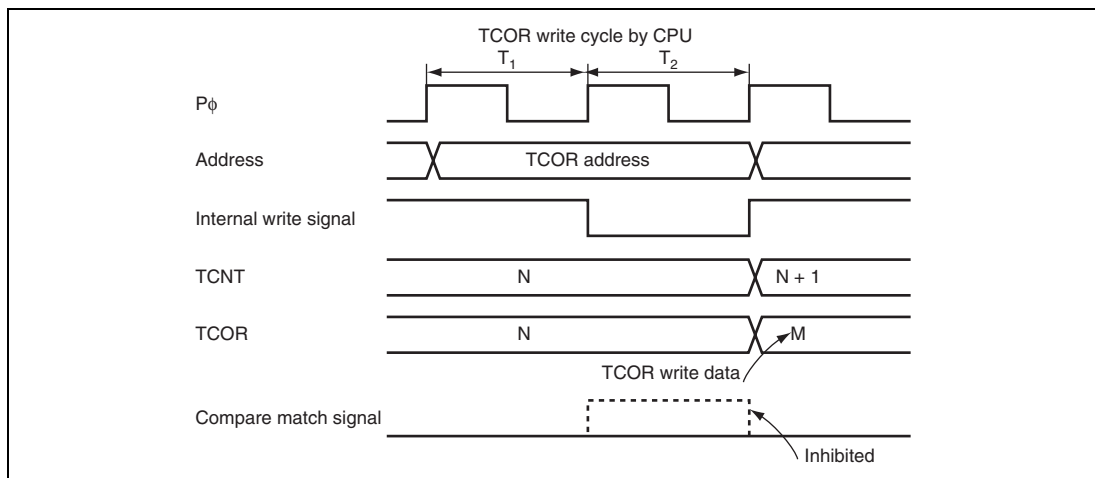 TCOR write cycle by CPU
T1 T2
Pφ
Address TCOR address
Internal write signal
TCNT N N + 1
TCOR N M
TCOR write data
Compare match signal
Inhibited